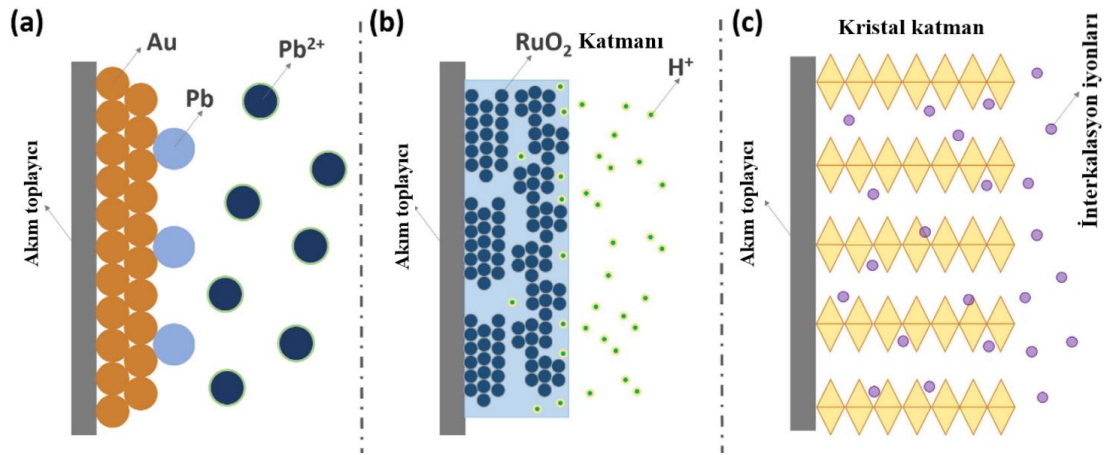 (a)
Au
Pb²⁺
Pb
Akım toplayıcı
(b)
RuO₂ Katmanı
H⁺
Akım toplayıcı
(c)
Kristal katman
İnterkalasyon iyonları
Akım toplayıcı